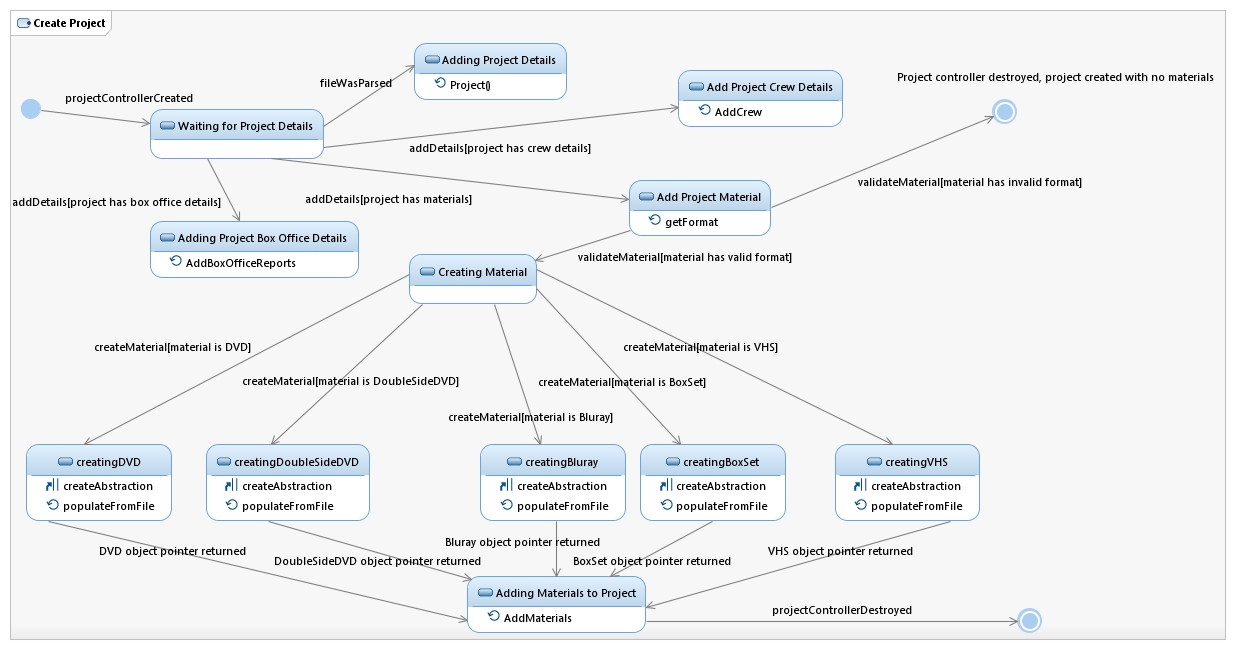 Create Project
Adding Project Details
Project()
fileWasParsed
Add Project Crew Details
AddCrew
Project controller destroyed, project created with no materials
projectControllerCreated
Waiting for Project Details
addDetails[project has crew details]
addDetails[project has box office details]
addDetails[project has materials]
Add Project Material
getFormat
validateMaterial[material has invalid format]
Adding Project Box Office Details
AddBoxOfficeReports
validateMaterial[material has valid format]
Creating Material
createMaterial[material is DVD]
createMaterial[material is VHS]
createMaterial[material is DoubleSideDVD]
createMaterial[material is BoxSet]
createMaterial[material is Bluray]
creatingDVD
createAbstraction
populateFromFile
creatingDoubleSideDVD
createAbstraction
populateFromFile
creatingBluray
createAbstraction
populateFromFile
creatingBoxSet
createAbstraction
populateFromFile
creatingVHS
createAbstraction
populateFromFile
DVD object pointer returned
DoubleSideDVD object pointer returned
Bluray object pointer returned
BoxSet object pointer returned
VHS object pointer returned
Adding Materials to Project
AddMaterials
projectControllerDestroyed